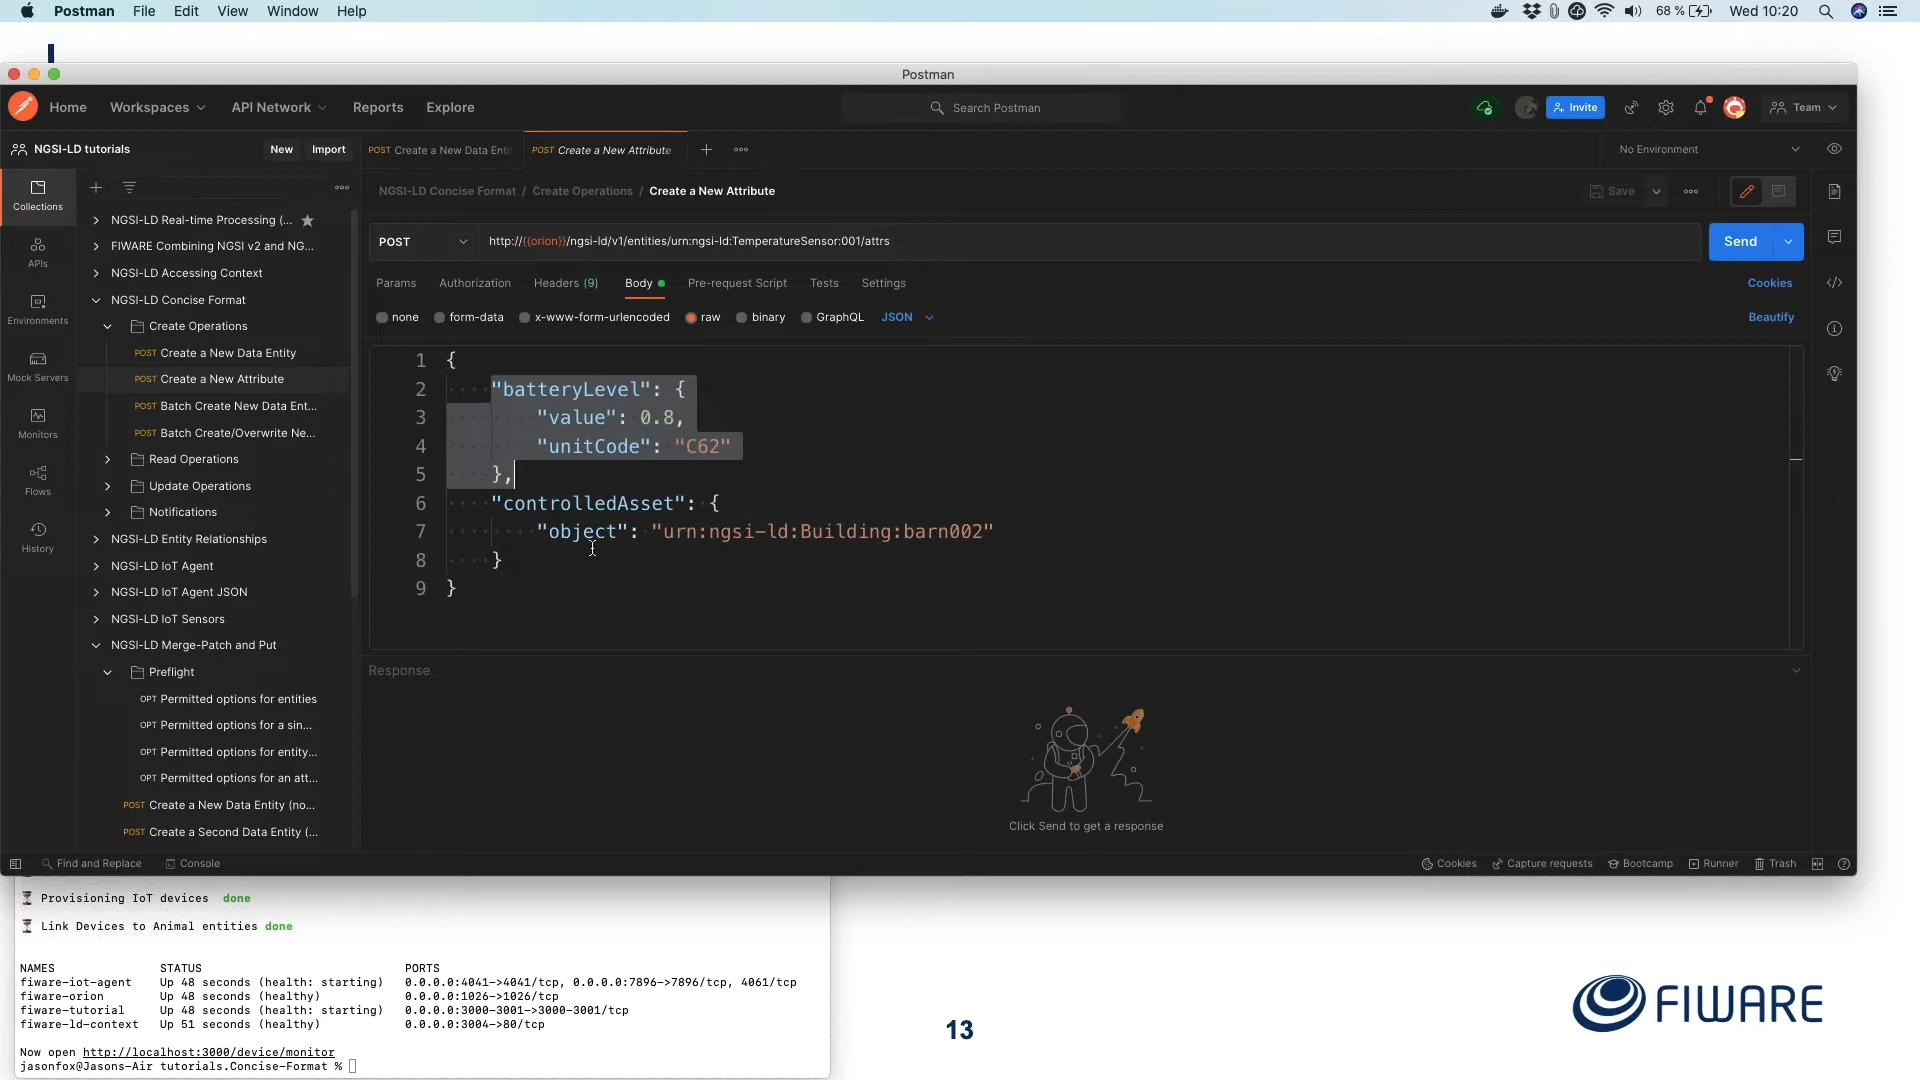 Postman File Edit View Window Help 68 % Wed 10:20
Postman
Home Workspaces API Network Reports Explore Search Postman Invite Team
NGSI-LD tutorials New Import POST Create a New Data Enti POST Create a New Attribute No Environment
Collections
APIs
Environments
Mock Servers
Monitors
Flows
History
NGSI-LD Real-time Processing (...
FIWARE Combining NGSI v2 and NG...
NGSI-LD Accessing Context
NGSI-LD Concise Format
Create Operations
POST Create a New Data Entity
POST Create a New Attribute
POST Batch Create New Data Ent...
POST Batch Create/Overwrite Ne...
Read Operations
Update Operations
Notifications
NGSI-LD Entity Relationships
NGSI-LD IoT Agent
NGSI-LD IoT Agent JSON
NGSI-LD IoT Sensors
NGSI-LD Merge-Patch and Put
Preflight
OPT Permitted options for entities
OPT Permitted options for a sin...
OPT Permitted options for entity...
OPT Permitted options for an att...
POST Create a New Data Entity (no...
POST Create a Second Data Entity (...
NGSI-LD Concise Format / Create Operations / Create a New Attribute Save
POST http://{{orion}}/ngsi-ld/v1/entities/urn:ngsi-ld:TemperatureSensor:001/attrs Send
Params Authorization Headers (9) Body Pre-request Script Tests Settings Cookies
none form-data x-www-form-urlencoded raw binary GraphQL JSON Beautify
1 {
2 "batteryLevel": {
3 "value": 0.8,
4 "unitCode": "C62"
5 },
6 "controlledAsset": {
7 "object": "urn:ngsi-ld:Building:barn002"
8 }
9 }
Response
Click Send to get a response
Find and Replace Console Cookies Capture requests Bootcamp Runner Trash
Provisioning IoT devices done
Link Devices to Animal entities done
NAMES STATUS PORTS
fiware-iot-agent Up 48 seconds (health: starting) 0.0.0.0:4041->4041/tcp, 0.0.0.0:7896->7896/tcp, 4061/tcp
fiware-orion Up 48 seconds (healthy) 0.0.0.0:1026->1026/tcp
fiware-tutorial Up 48 seconds (health: starting) 0.0.0.0:3000-3001->3000-3001/tcp
fiware-ld-context Up 51 seconds (healthy) 0.0.0.0:3004->80/tcp
Now open http://localhost:3000/device/monitor
jasonfox@Jasons-Air tutorials.Concise-Format %
13
FIWARE